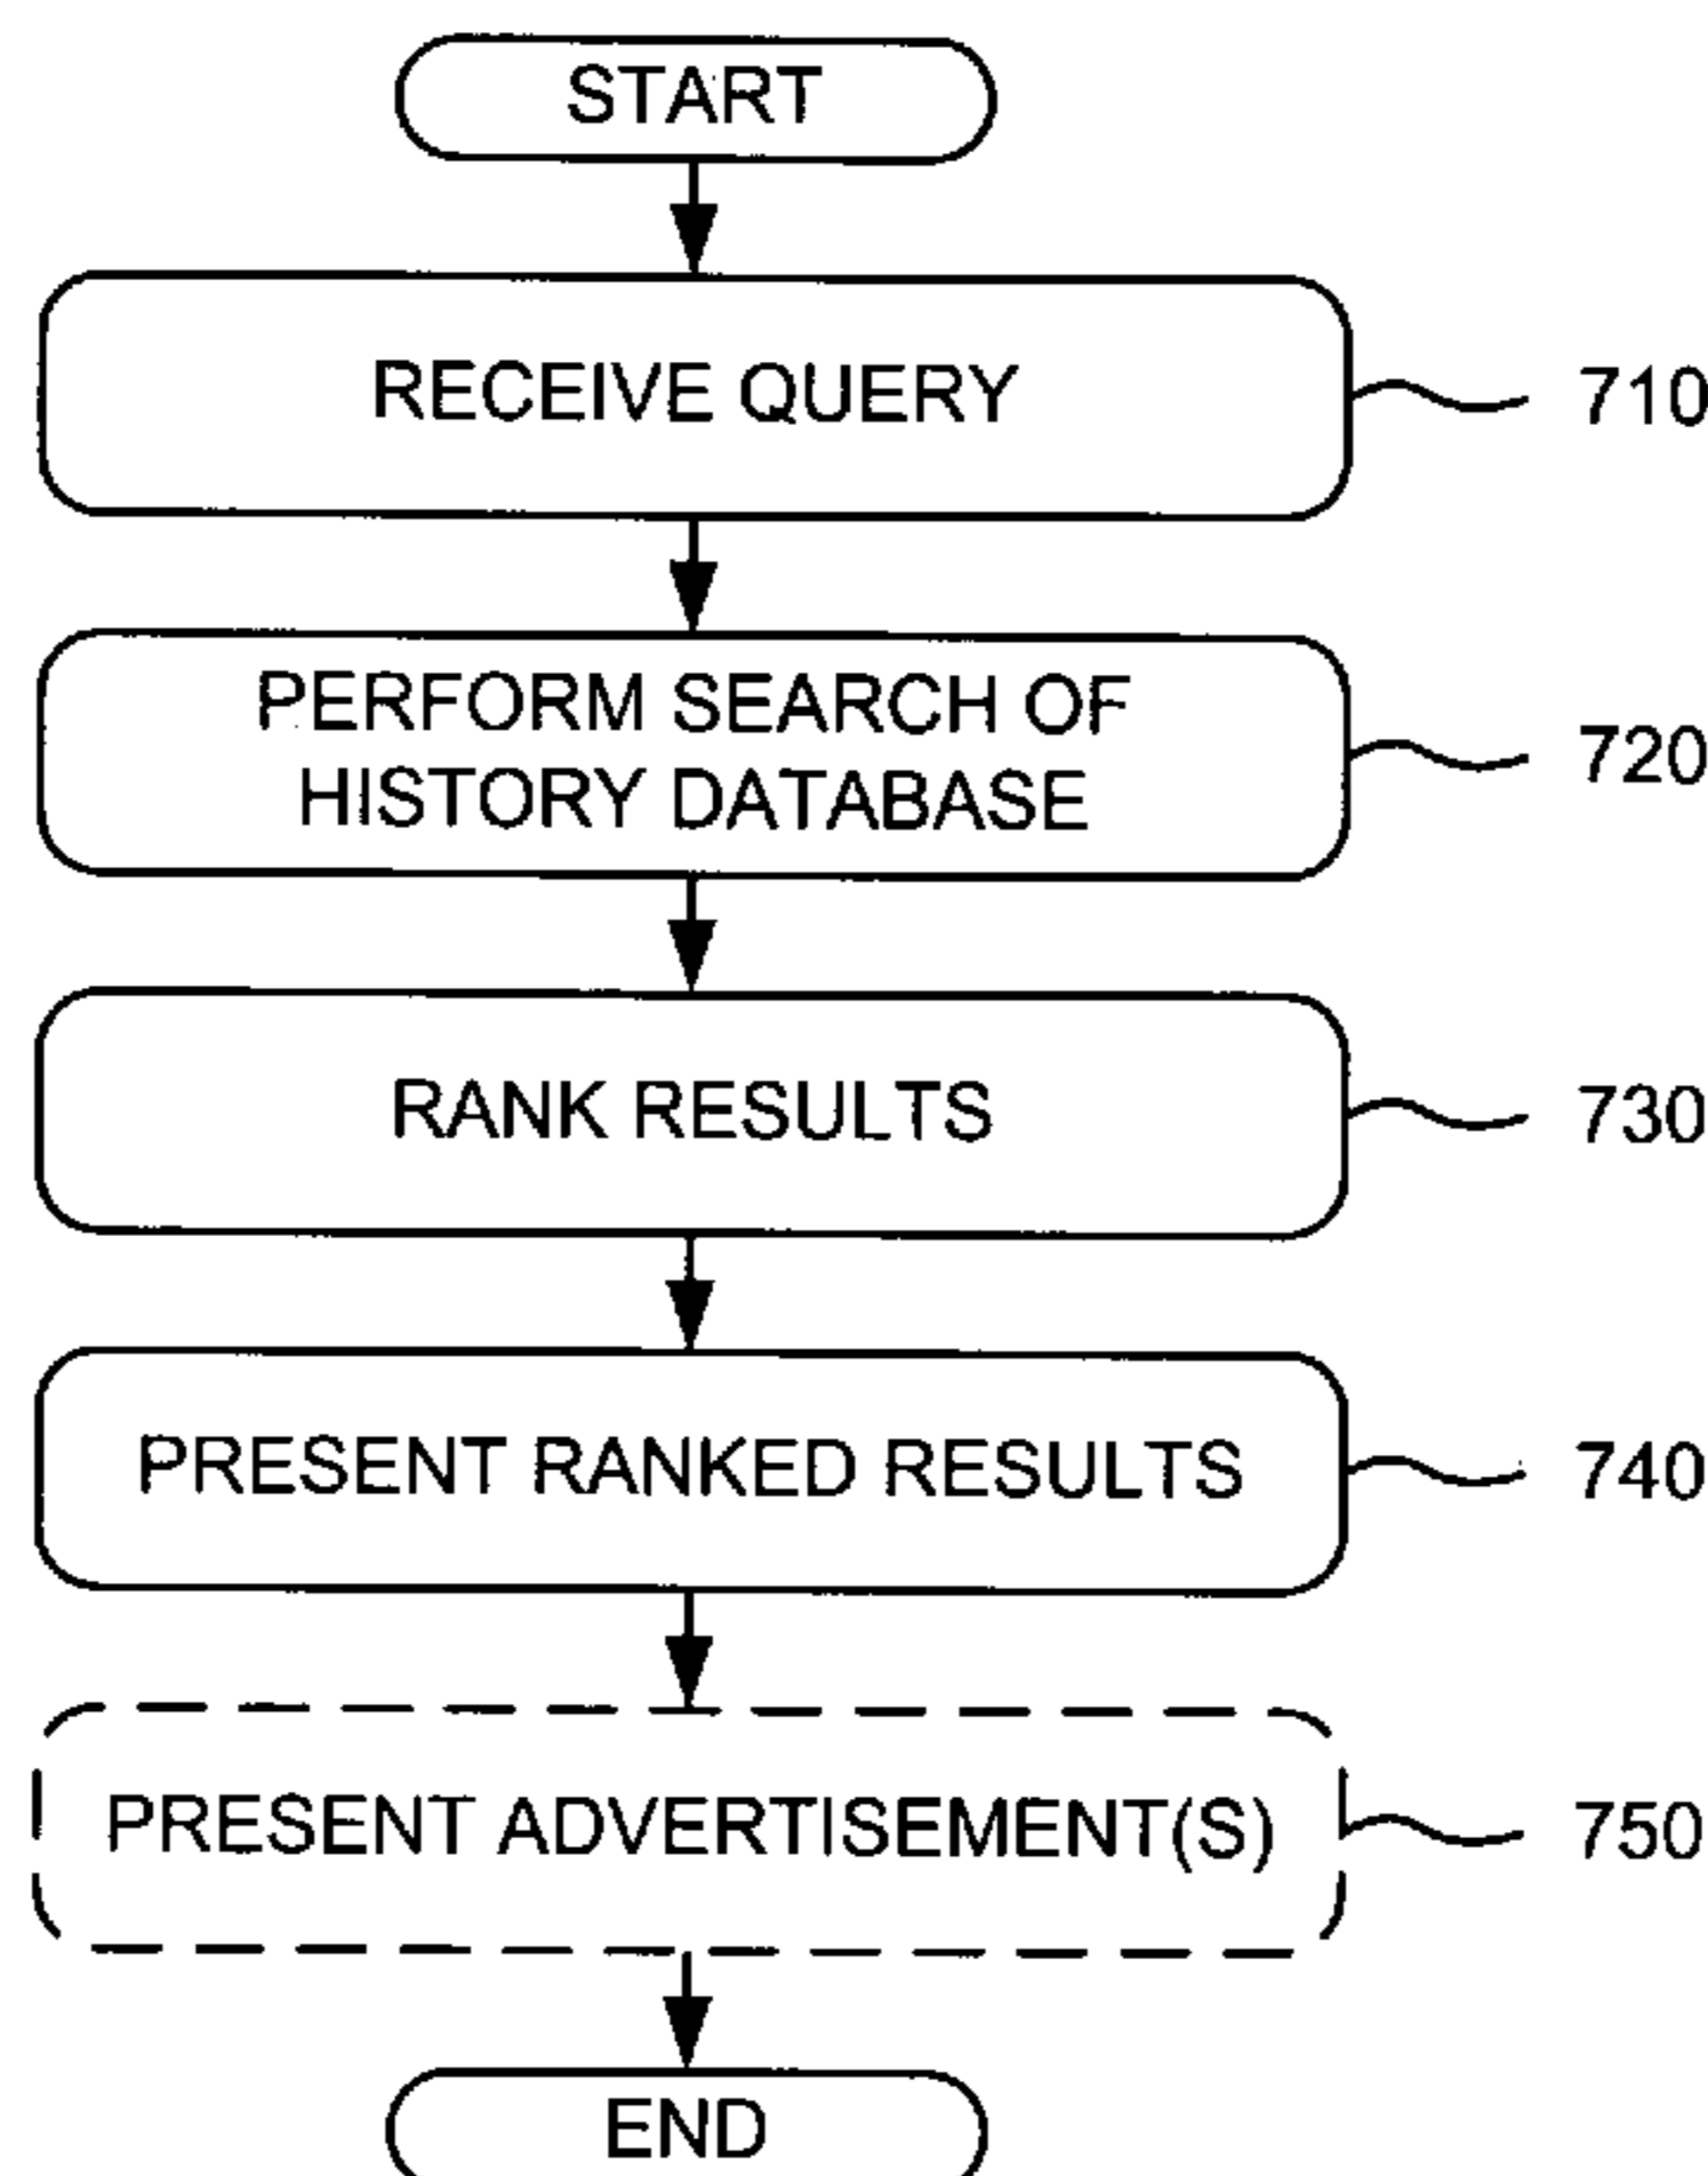 START
RECEIVE QUERY
710
PERFORM SEARCH OF
HISTORY DATABASE
720
RANK RESULTS
730
PRESENT RANKED RESULTS
740
PRESENT ADVERTISEMENT(S)
750
END